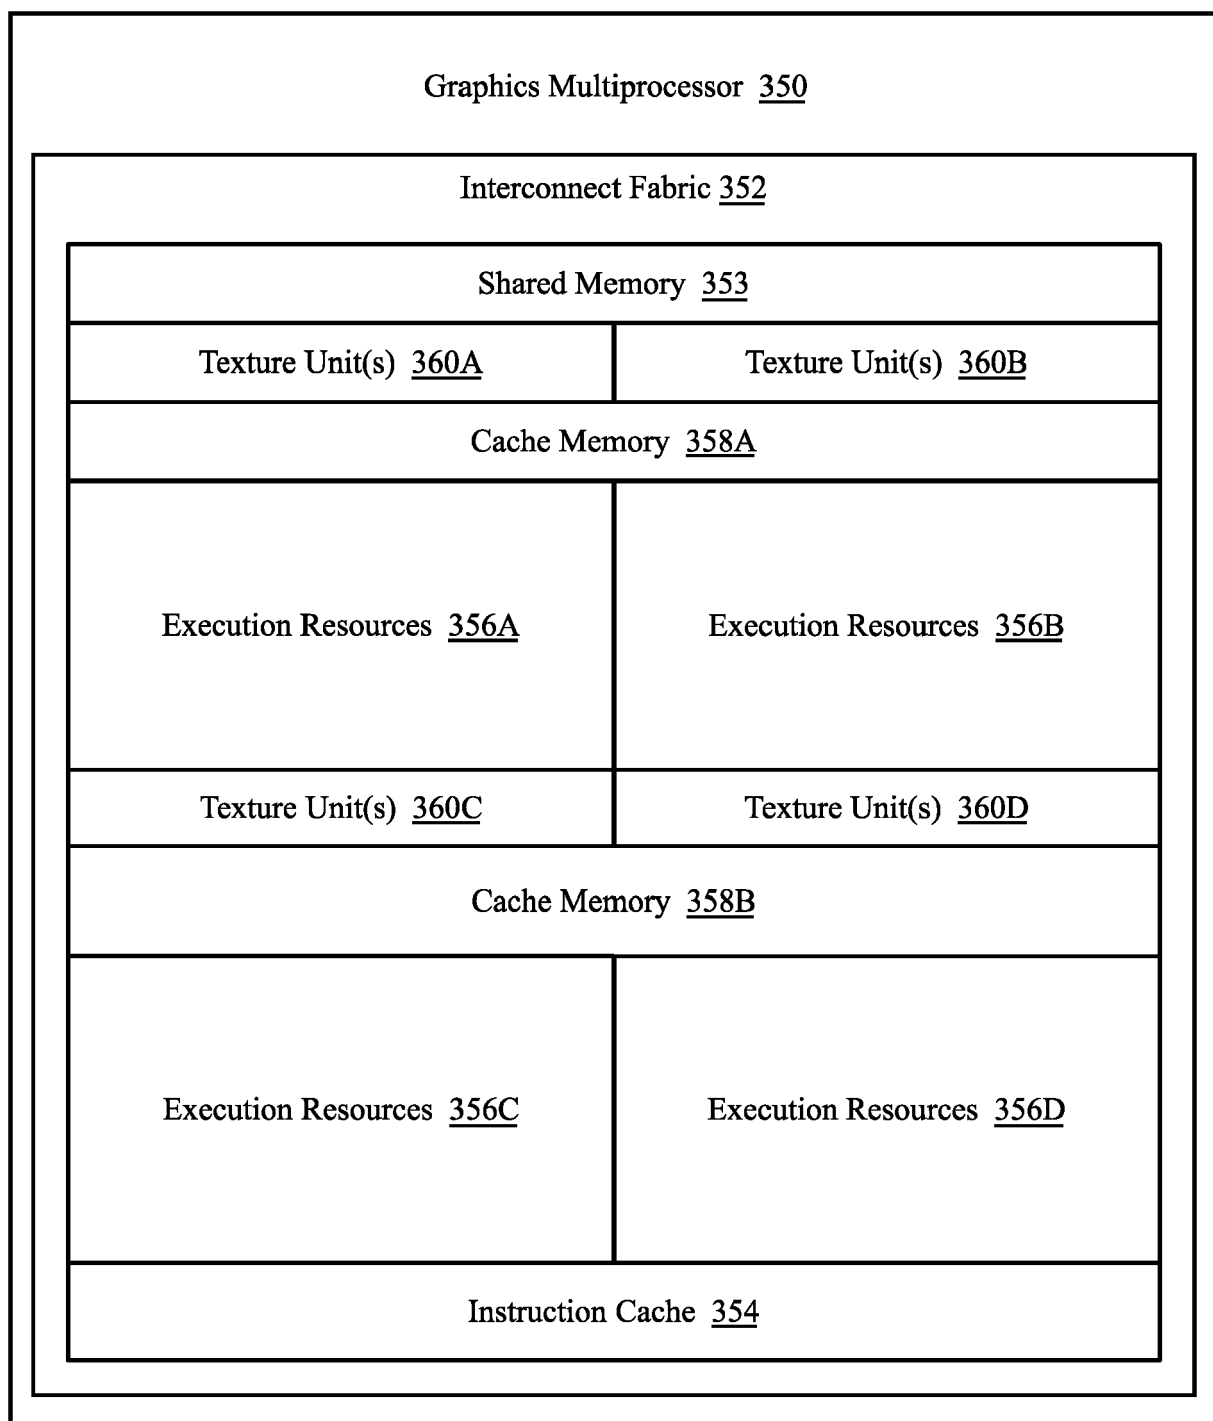 Graphics Multiprocessor 350
Interconnect Fabric 352
Shared Memory 353
Texture Unit(s) 360A
Texture Unit(s) 360B
Cache Memory 358A
Execution Resources 356A
Execution Resources 356B
Texture Unit(s) 360C
Texture Unit(s) 360D
Cache Memory 358B
Execution Resources 356C
Execution Resources 356D
Instruction Cache 354